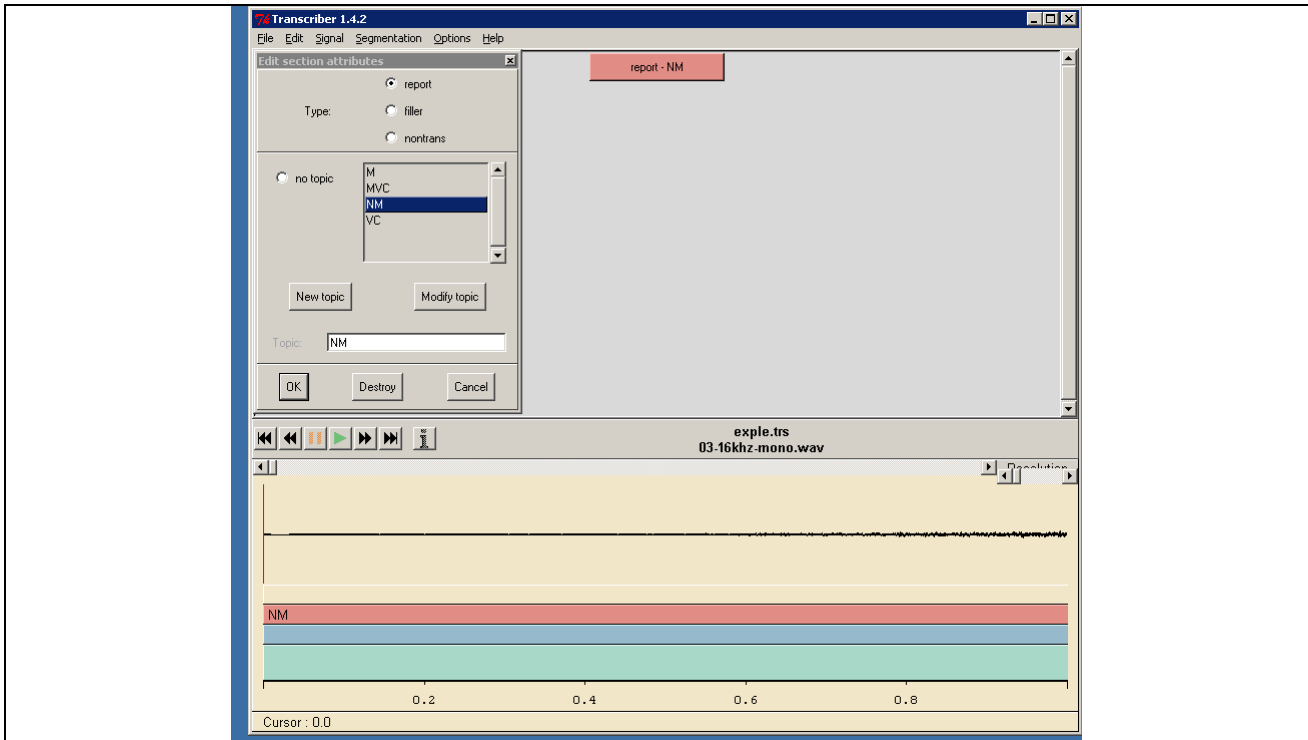 Transcriber 1.4.2
File Edit Signal Segmentation Options Help
Edit section attributes
report
Type:
filler
nontrans
no topic
M
MVC
NM
VC
New topic
Modify topic
Topic:
NM
OK
Destroy
Cancel
report - NM
exple.trs
03-16khz-mono.wav
Resolution
NM
0.2 0.4 0.6 0.8
Cursor : 0.0